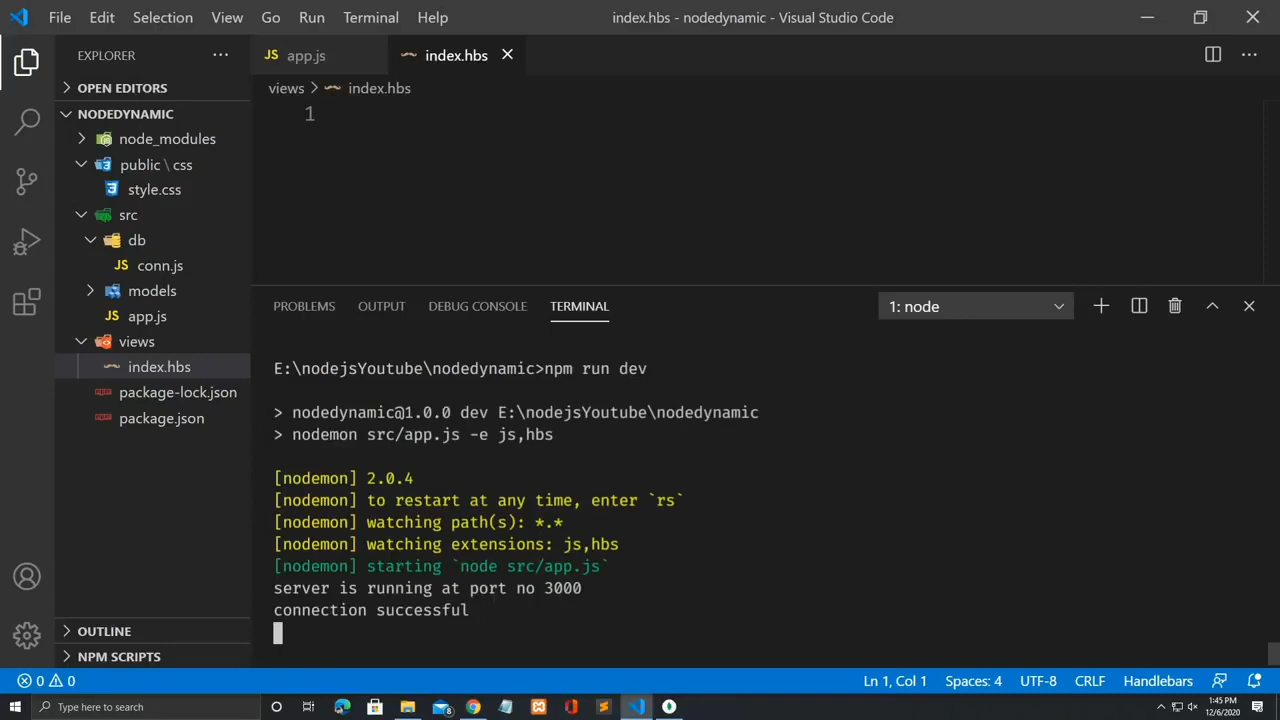 File Edit Selection View Go Run Terminal Help
index.hbs - nodedynamic - Visual Studio Code
EXPLORER
OPEN EDITORS
NODEDYNAMIC
node_modules
public \ css
style.css
src
db
conn.js
models
app.js
views
index.hbs
package-lock.json
package.json
OUTLINE
NPM SCRIPTS
JS app.js
index.hbs
views index.hbs
1
PROBLEMS OUTPUT DEBUG CONSOLE TERMINAL
1: node
E:\nodejsYoutube\nodedynamic>npm run dev
> nodedynamic@1.0.0 dev E:\nodejsYoutube\nodedynamic
> nodemon src/app.js -e js,hbs
[nodemon] 2.0.4
[nodemon] to restart at any time, enter `rs`
[nodemon] watching path(s): *.*
[nodemon] watching extensions: js,hbs
[nodemon] starting `node src/app.js`
server is running at port no 3000
connection successful
0 0
Ln 1, Col 1 Spaces: 4 UTF-8 CRLF Handlebars
Type here to search
1:45 PM
12/6/2020